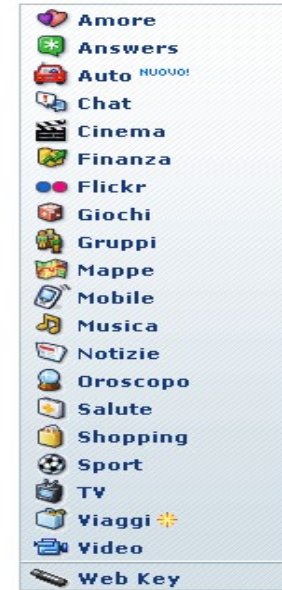 Amore
Answers
Auto NUOVO!
Chat
Cinema
Finanza
Flickr
Giochi
Gruppi
Mappe
Mobile
Musica
Notizie
Oroscopo
Salute
Shopping
Sport
TV
Viaggi
Video
Web Key